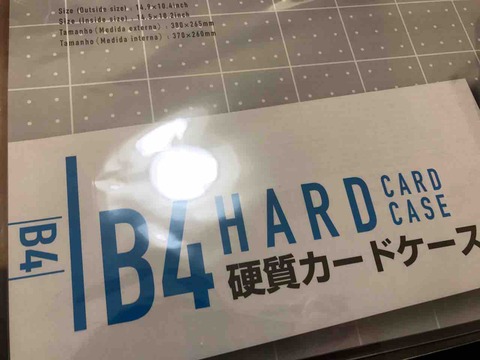 • Size (Outside size) : 14.9×10.4inch
• Size (Inside size) : 14.5×10.2inch
• Tamanho (Medida externa) : 380×265mm
• Tamanho (Medida interna) : 370×260mm
B4
B4 HARD CARD CASE
硬質カードケース